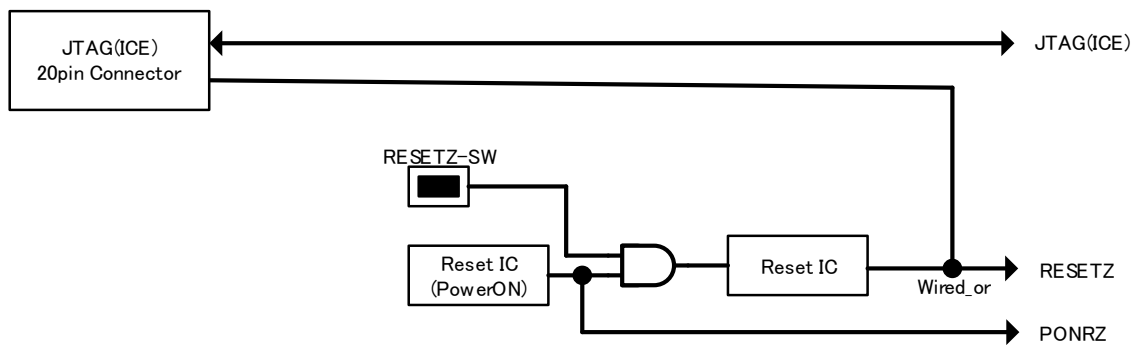 JTAG(ICE)
20pin Connector
JTAG(ICE)
RESETZ-SW
Reset IC
(PowerON)
Reset IC
Wired_or
RESETZ
PONRZ